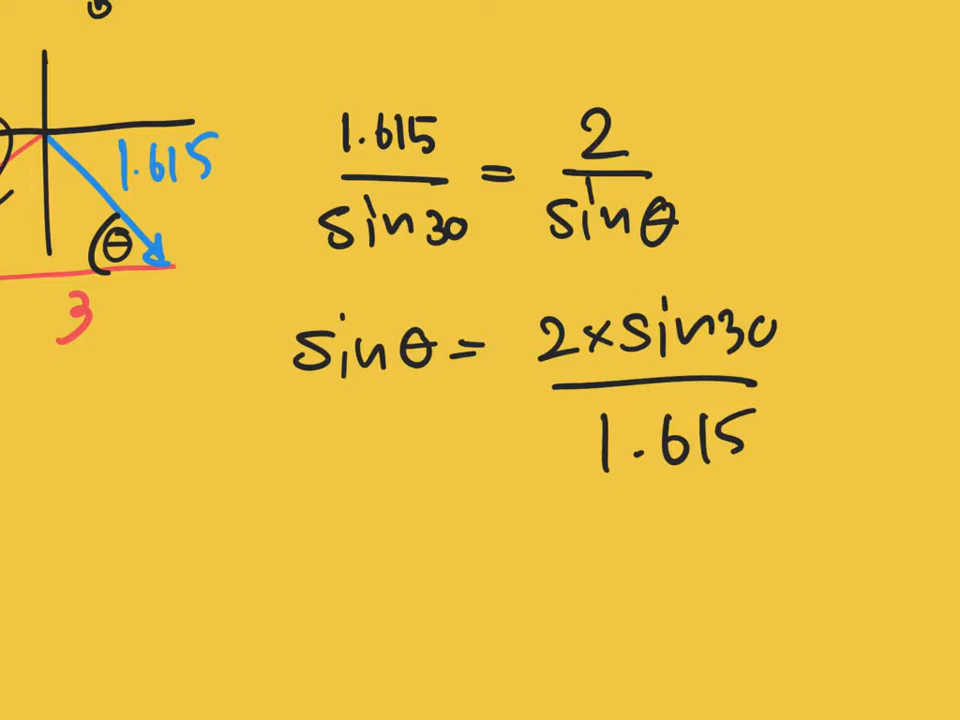 1.615
θ
3
1.615 / sin30 = 2 / sinθ
sinθ = 2×sin30 / 1.615